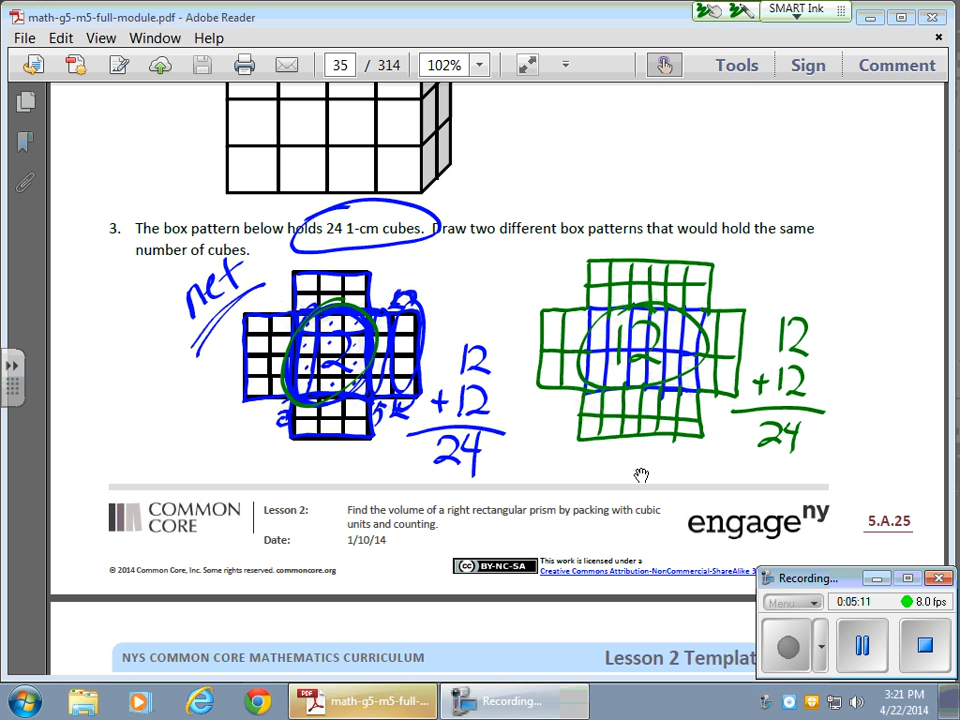 math-g5-m5-full-module.pdf - Adobe Reader
SMART Ink
File Edit View Window Help
35 / 314 102% Tools Sign Comment
3. The box pattern below holds 24 1-cm cubes. Draw two different box patterns that would hold the same
number of cubes.
net
12
12
12
+ 12
24
12
+ 12
24
COMMON
CORE
Lesson 2: Find the volume of a right rectangular prism by packing with cubic
units and counting.
Date: 1/10/14
engageny
5.A.25
© 2014 Common Core, Inc. Some rights reserved. commoncore.org
cc BY-NC-SA
This work is licensed under a
Creative Commons Attribution-NonCommercial-ShareAlike 3
Recording...
Menu 0:05:11 8.0 fps
NYS COMMON CORE MATHEMATICS CURRICULUM Lesson 2 Templa
math-g5-m5-full-... Recording...
3:21 PM
4/22/2014